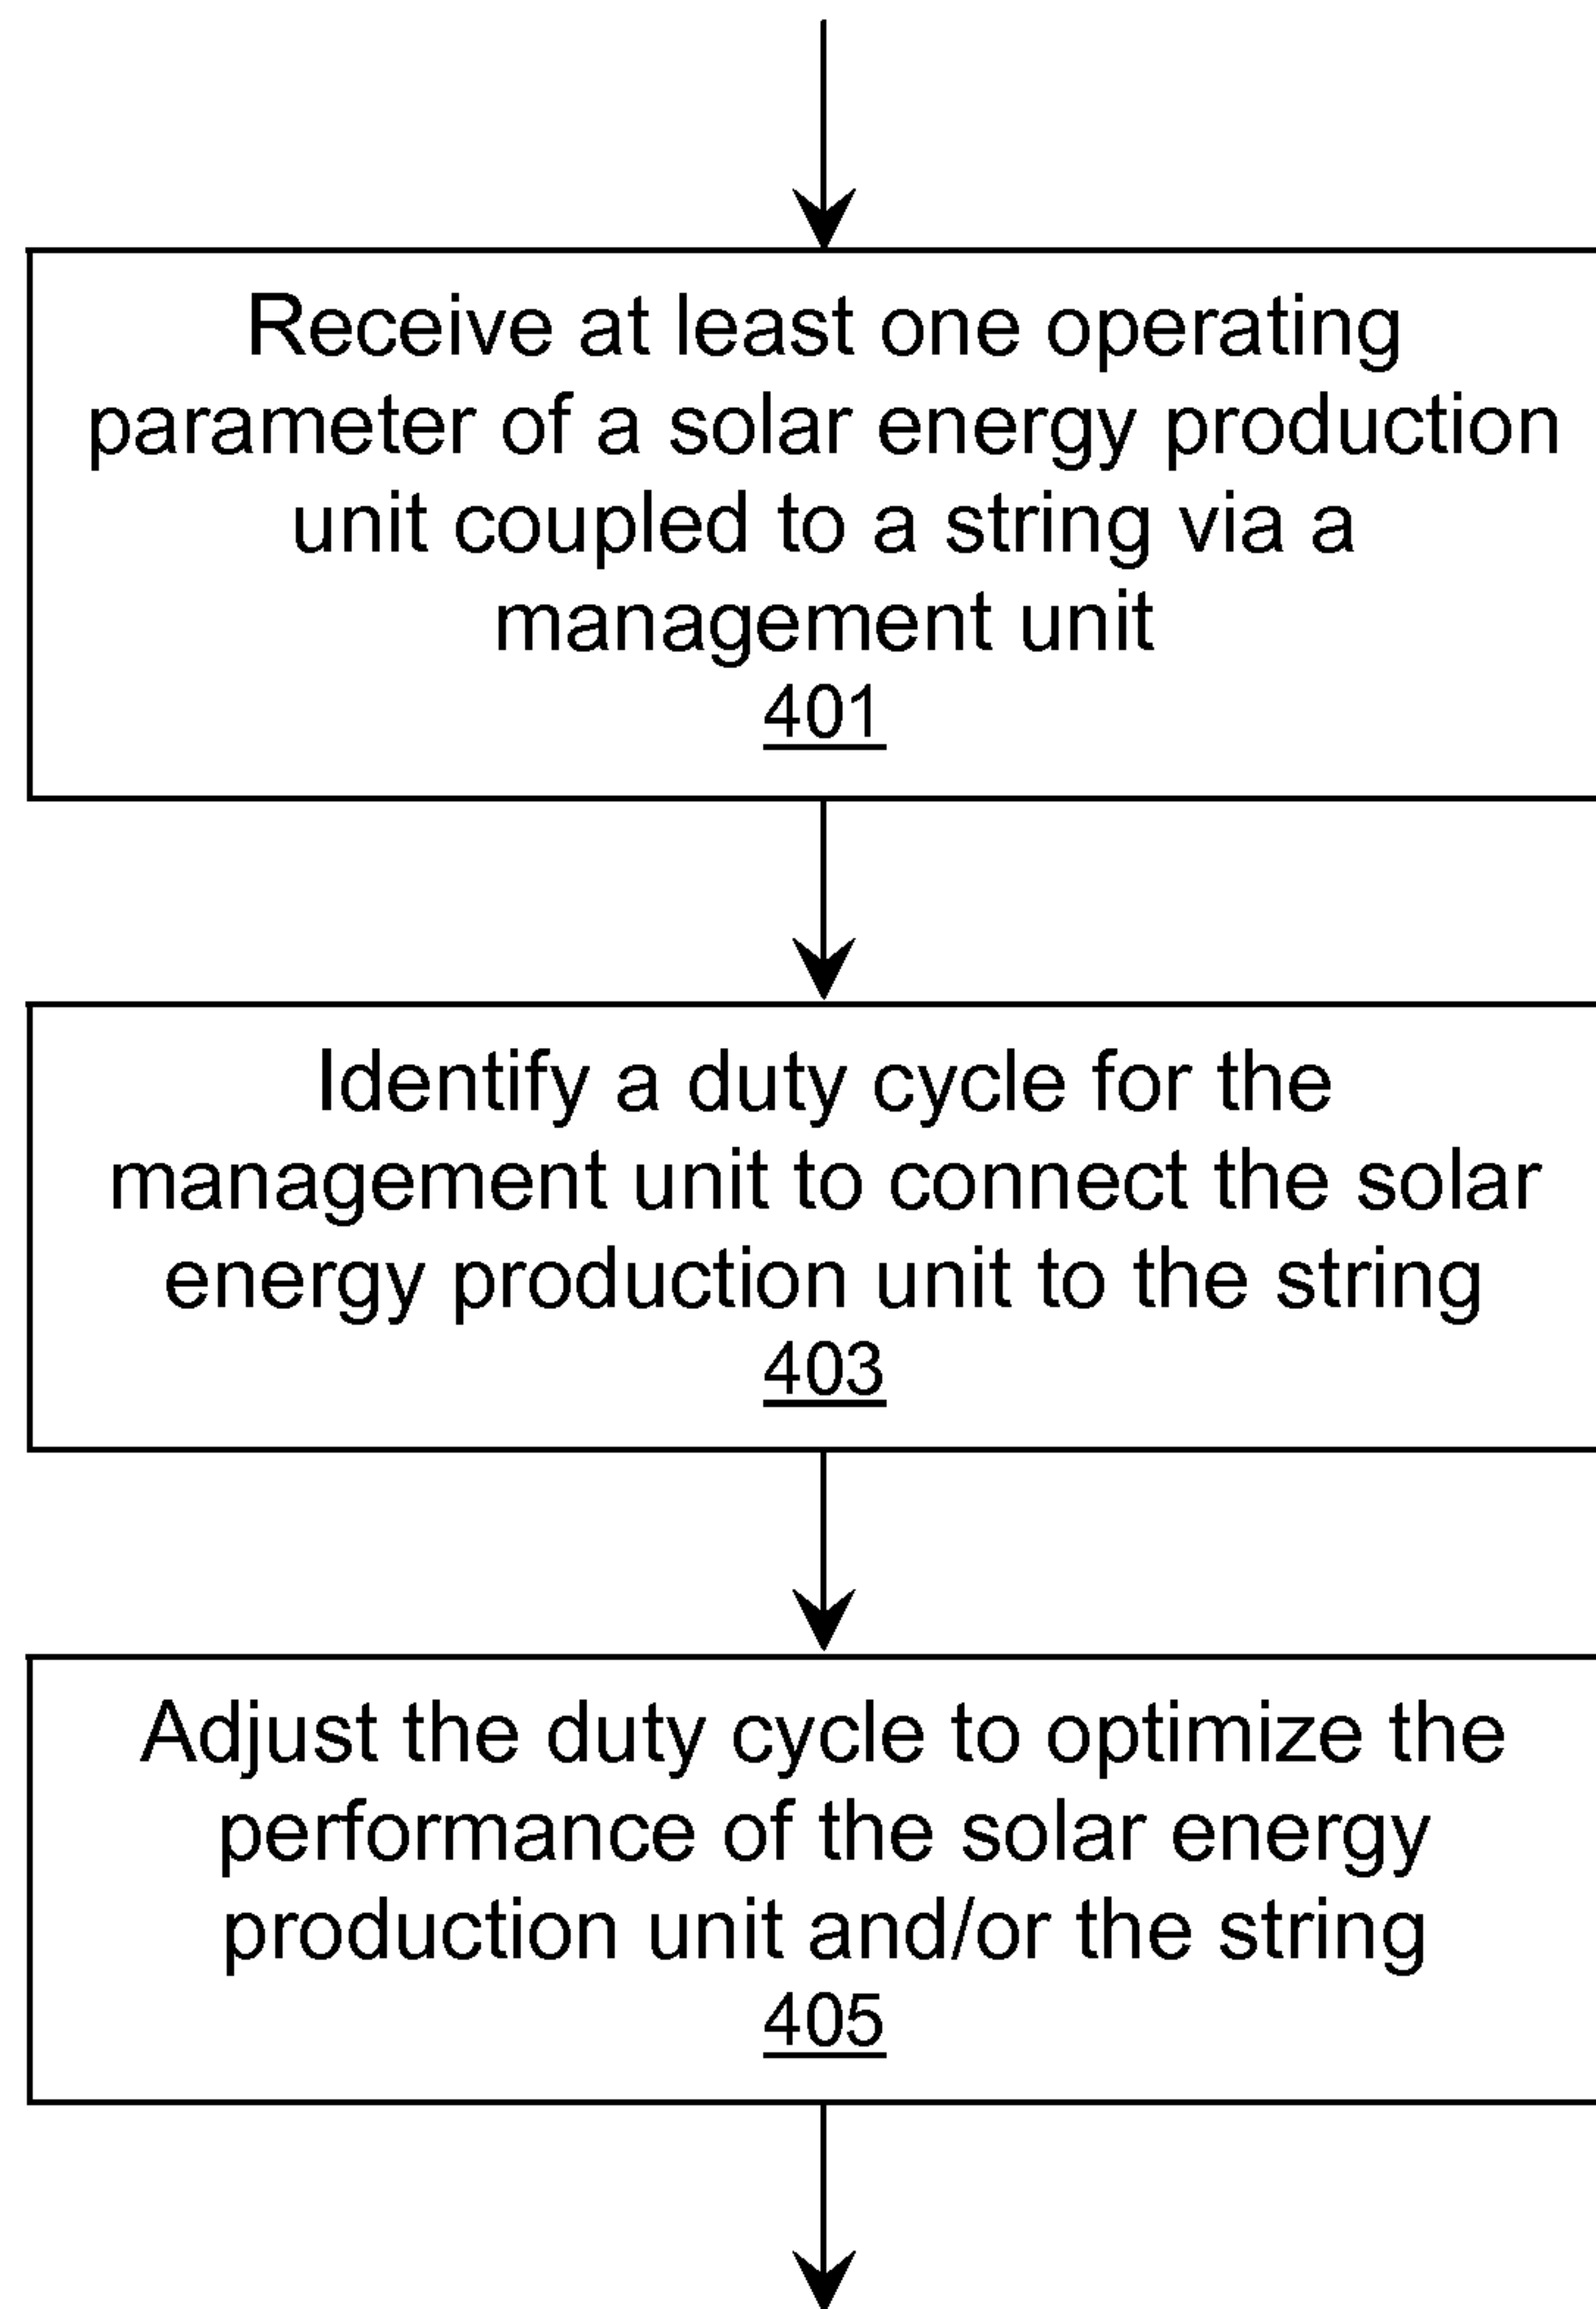 Receive at least one operating
parameter of a solar energy production
unit coupled to a string via a
management unit
401
Identify a duty cycle for the
management unit to connect the solar
energy production unit to the string
403
Adjust the duty cycle to optimize the
performance of the solar energy
production unit and/or the string
405